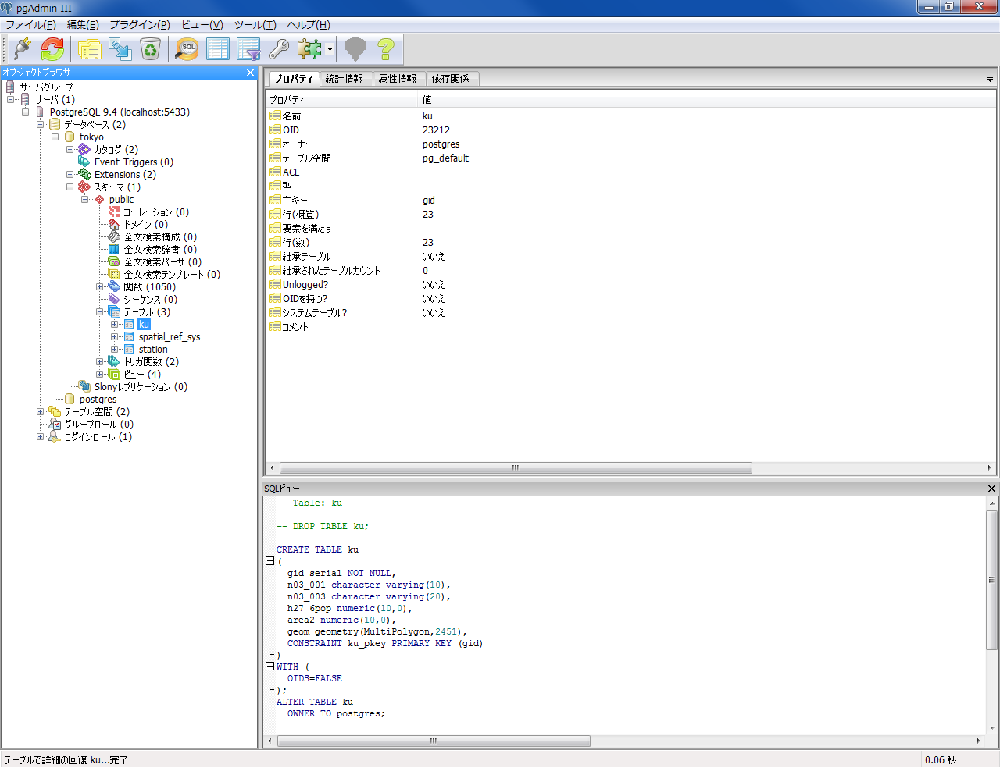 pgAdmin III
ファイル(F) 編集(E) プラグイン(P) ビュー(V) ツール(T) ヘルプ(H)
SQL
オブジェクトブラウザ
サーバグループ
サーバ (1)
PostgreSQL 9.4 (localhost:5433)
データベース (2)
tokyo
カタログ (2)
Event Triggers (0)
Extensions (2)
スキーマ (1)
public
コーレーション (0)
ドメイン (0)
全文検索構成 (0)
全文検索辞書 (0)
全文検索パーサ (0)
全文検索テンプレート (0)
関数 (1050)
シーケンス (0)
テーブル (3)
ku
spatial_ref_sys
station
トリガ関数 (2)
ビュー (4)
Slonyレプリケーション (0)
postgres
テーブル空間 (2)
グループロール (0)
ログインロール (1)
プロパティ 統計情報 属性情報 依存関係
プロパティ 値
名前 ku
OID 23212
オーナー postgres
テーブル空間 pg_default
ACL
型
主キー gid
行(概算) 23
要素を満たす
行(数) 23
継承テーブル いいえ
継承されたテーブルカウント 0
Unlogged? いいえ
OIDを持つ? いいえ
システムテーブル? いいえ
コメント
SQLビュー
-- Table: ku
-- DROP TABLE ku;
CREATE TABLE ku
(
gid serial NOT NULL,
n03_001 character varying(10),
n03_003 character varying(20),
h27_6pop numeric(10,0),
area2 numeric(10,0),
geom geometry(MultiPolygon,2451),
CONSTRAINT ku_pkey PRIMARY KEY (gid)
)
WITH (
OIDS=FALSE
);
ALTER TABLE ku
OWNER TO postgres;
テーブルで詳細の回復 ku...完了
0.06 秒